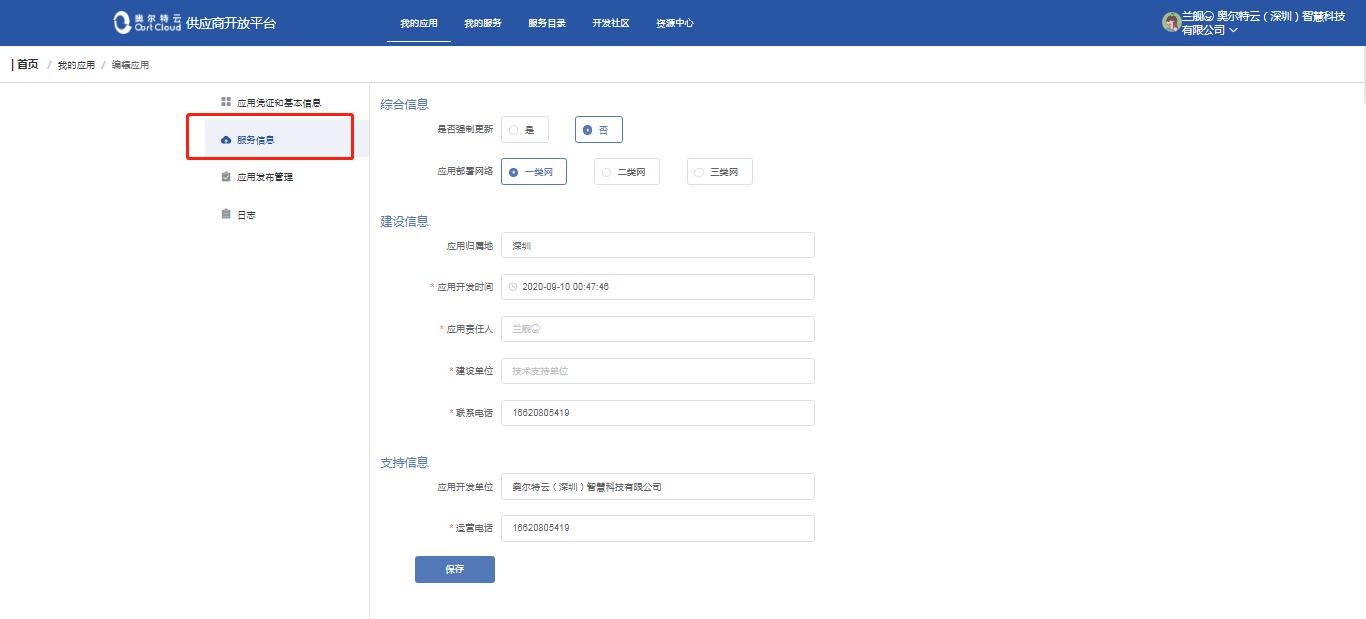 奥尔特云
Oort Cloud
供应商开放平台
我的应用
我的服务
服务目录
开发社区
资源中心
兰舰 奥尔特云（深圳）智慧科技
有限公司
首页 / 我的应用 / 编辑应用
应用凭证和基本信息
服务信息
应用发布管理
日志
综合信息
是否强制更新 是 否
应用部署网络 一类网 二类网 三类网
建设信息
应用归属地 深圳
* 应用开发时间 2020-09-10 00:47:46
* 应用责任人 兰舰
* 建设单位 技术支持单位
* 联系电话 16620805419
支持信息
应用开发单位 奥尔特云（深圳）智慧科技有限公司
* 运营电话 16620805419
保存